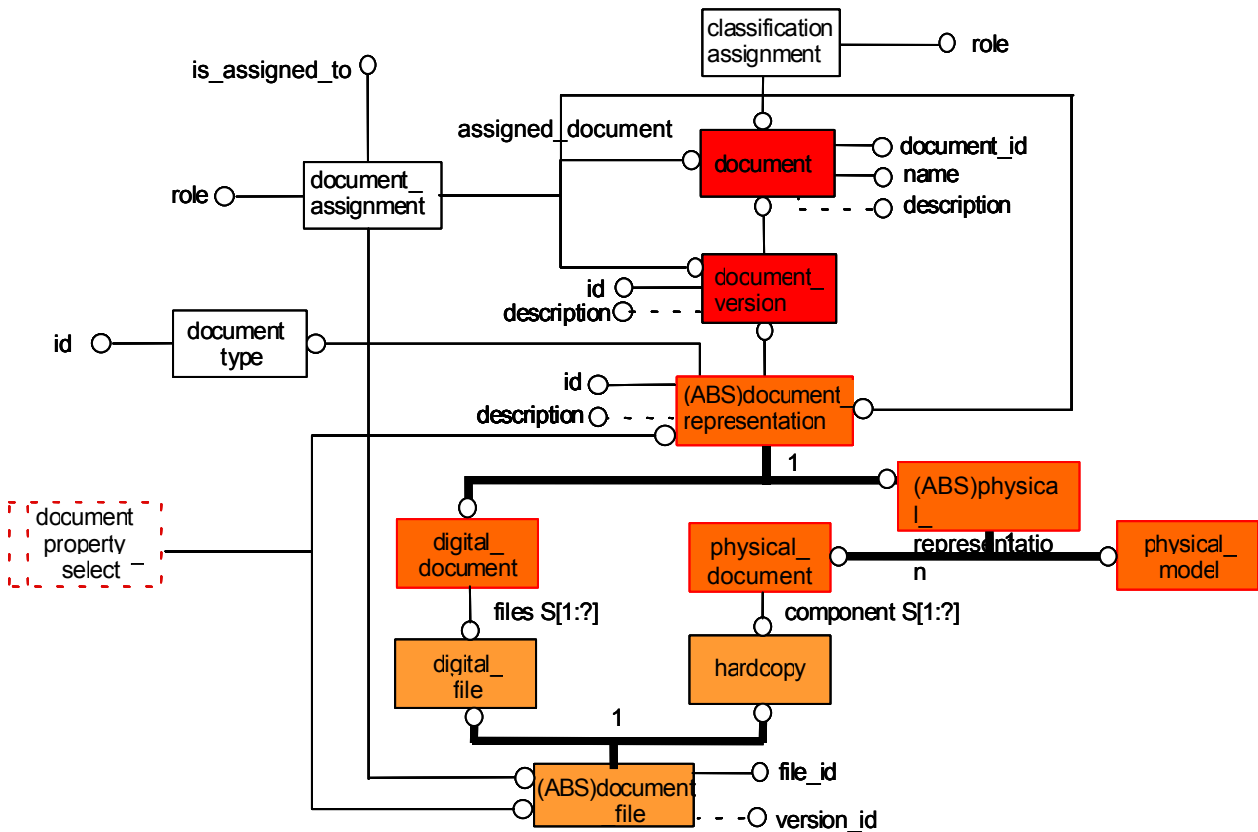 classification
assignment
role
is_assigned_to
assigned_document
document_id
name
description
document
role
document_
assignment
id
description
document_
version
id
document
type
id
description
(ABS)document_
representation
1
(ABS)physica
l_
representatio
n
1
document
property_
select
digital_
document
physical_
document
physical_
model
files S[1:?]
component S[1:?]
digital_
file
hardcopy
1
(ABS)document
file
file_id
version_id